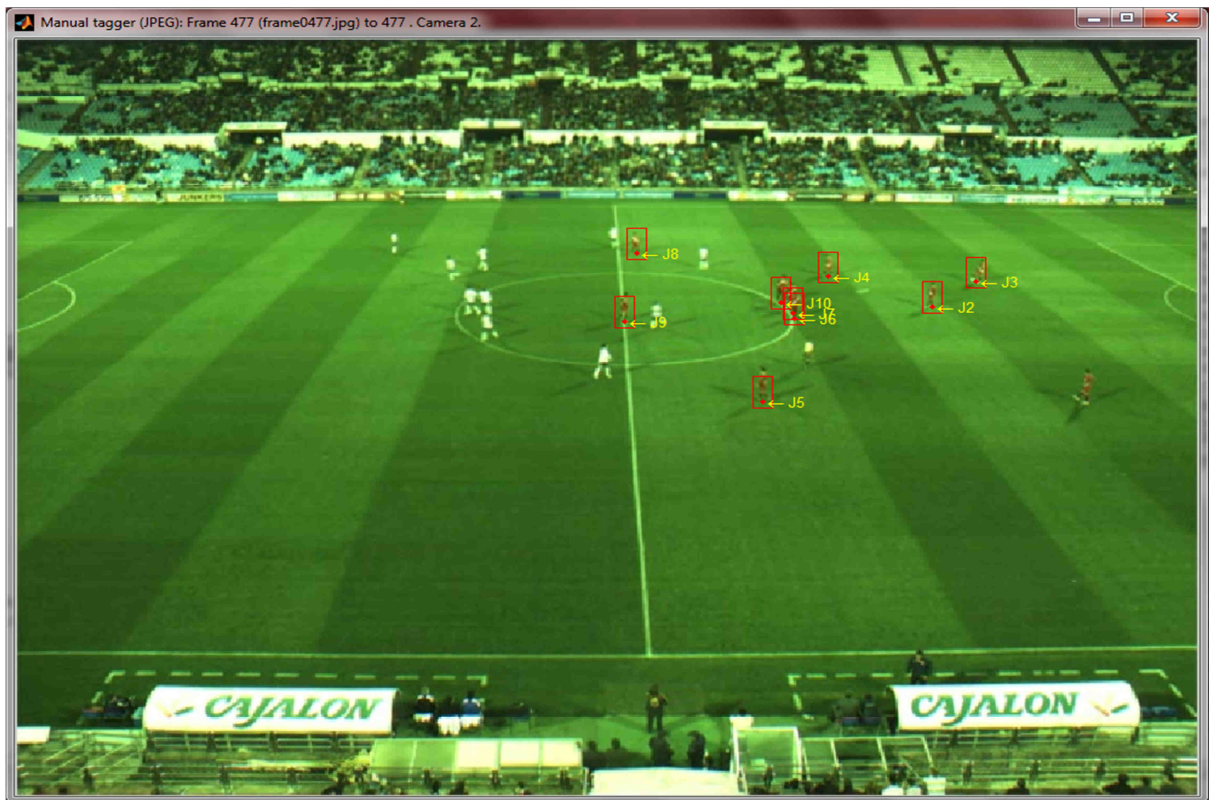 Manual tagger (JPEG): Frame 477 (frame0477.jpg) to 477 . Camera 2.
JUNKERS
← J8
← J4
← J3
← J10
← J2
← J7
← J9
← J6
← J5
CAJALON
CAJALON